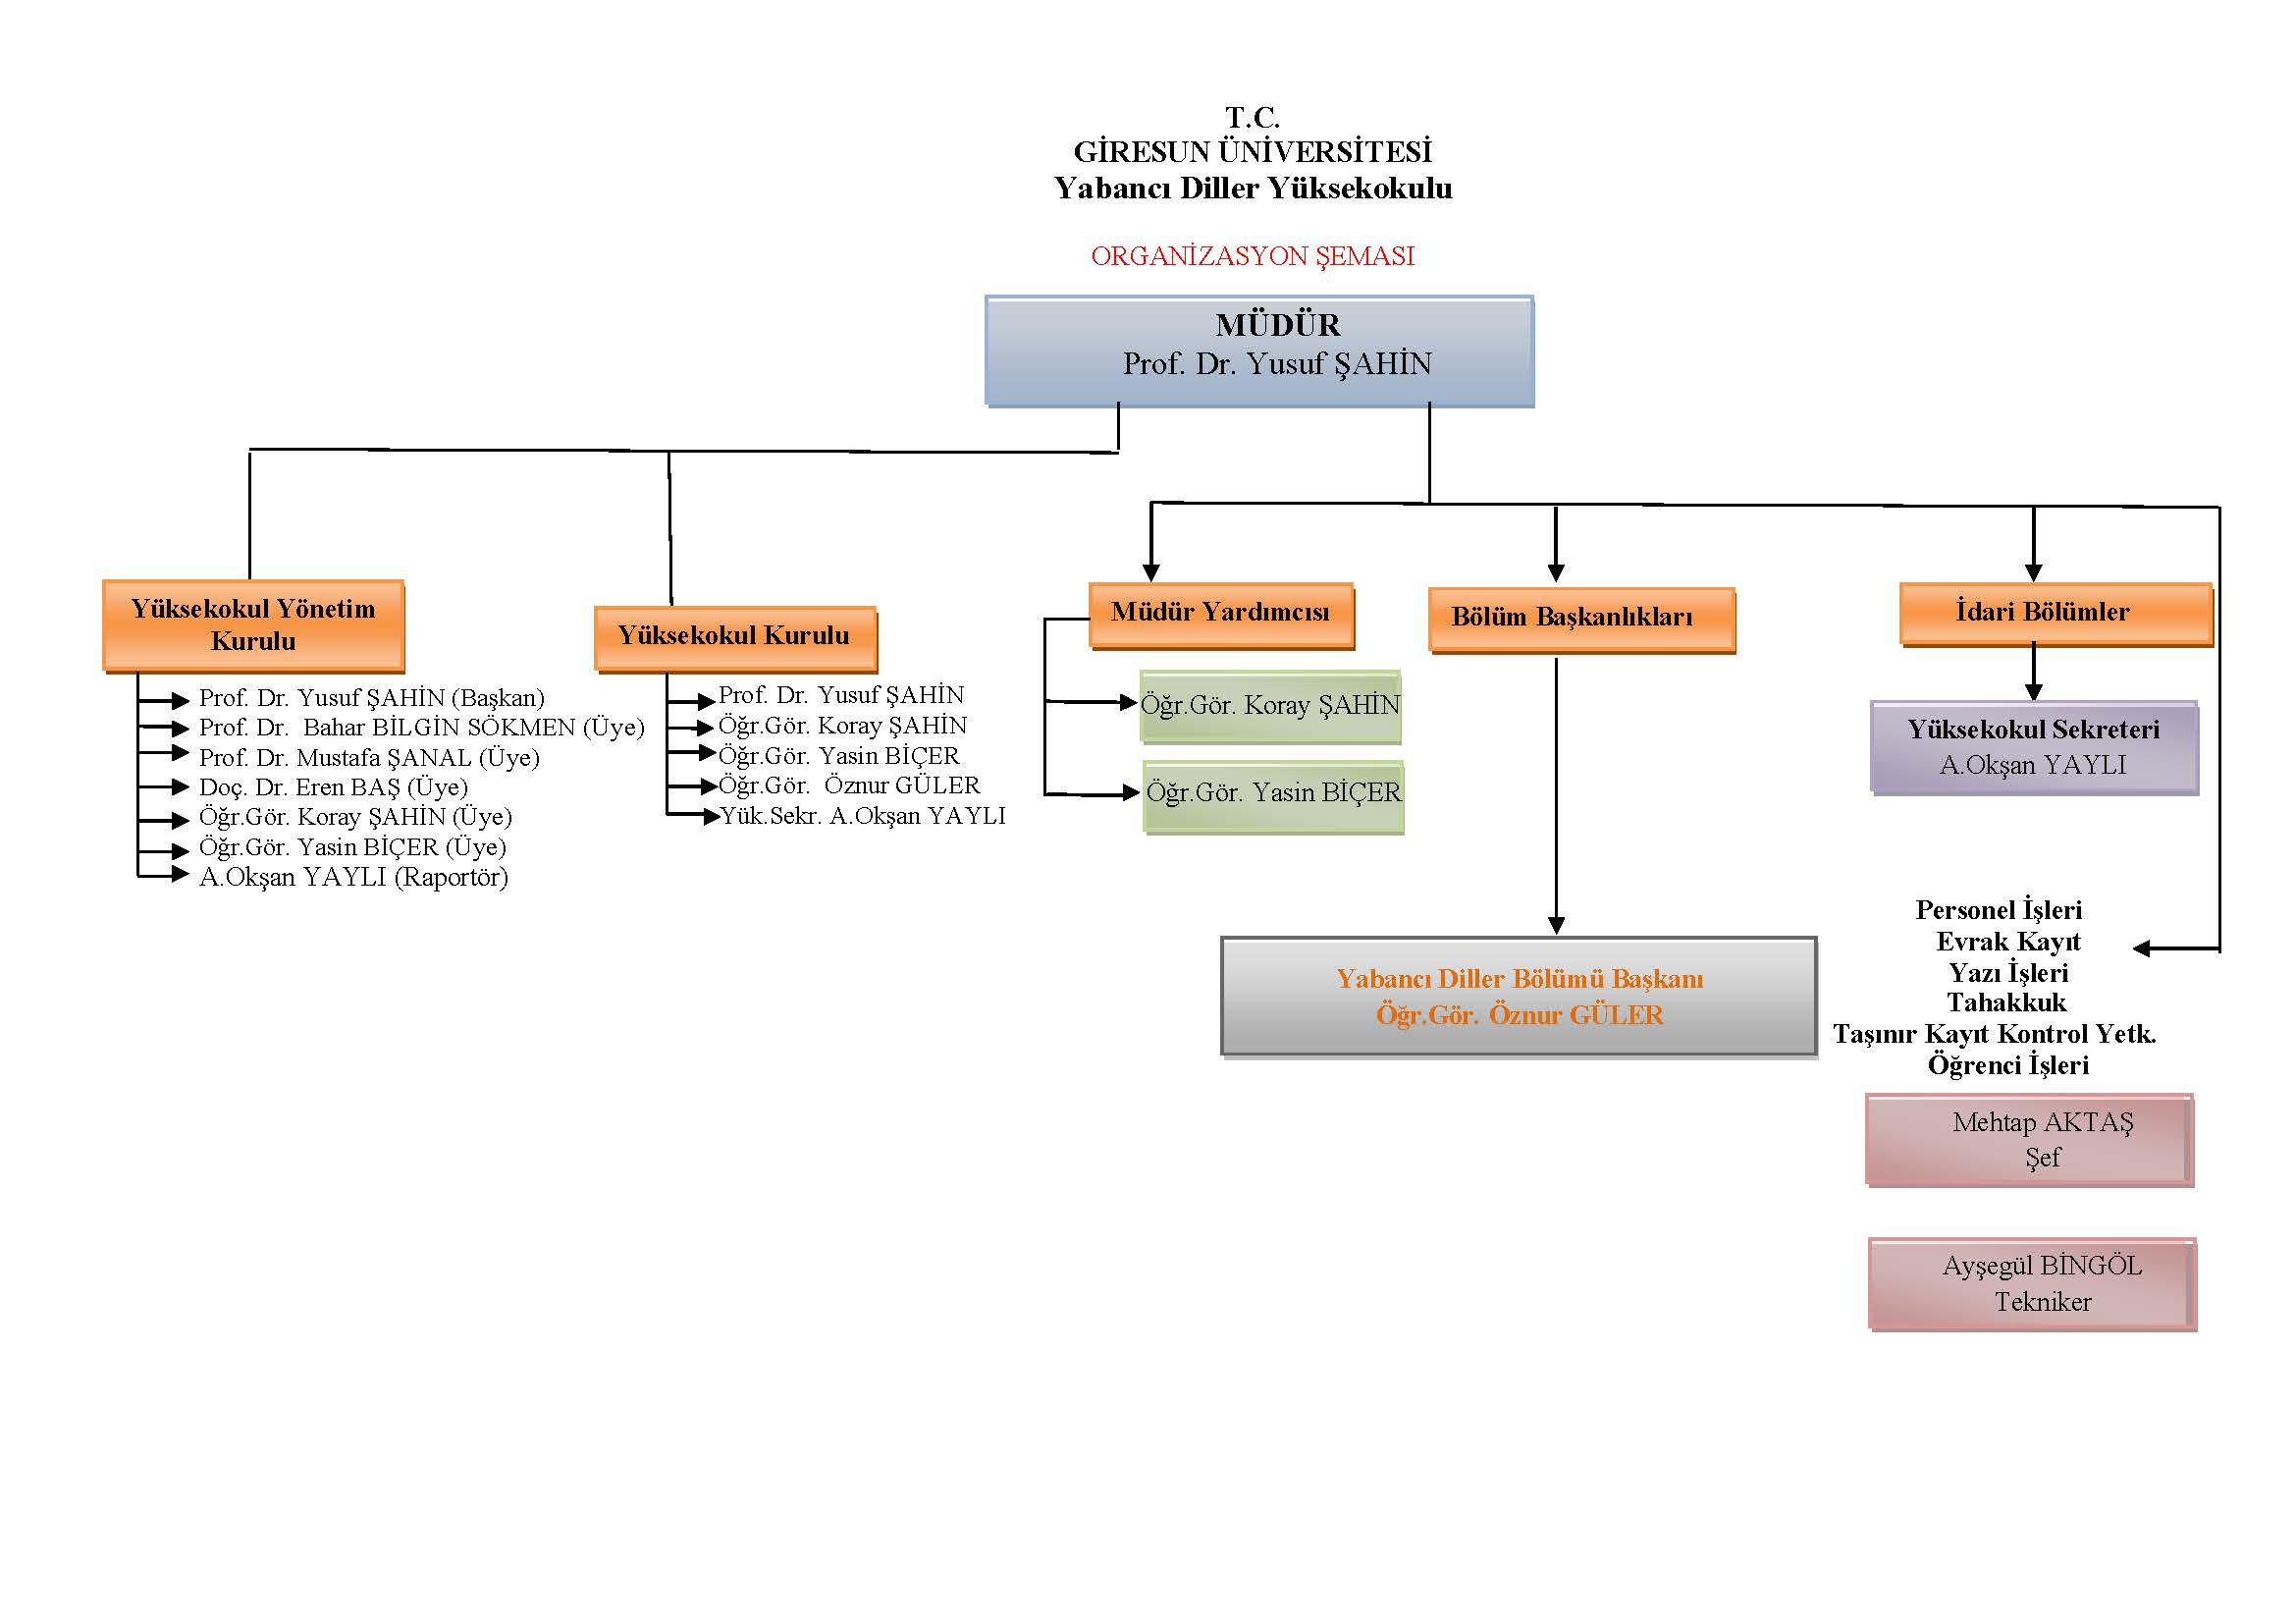 T.C.
GİRESUN ÜNİVERSİTESİ
Yabancı Diller Yüksekokulu
ORGANİZASYON ŞEMASI
MÜDÜR
Prof. Dr. Yusuf ŞAHİN
Yüksekokul Yönetim
Kurulu
Prof. Dr. Yusuf ŞAHİN (Başkan)
Prof. Dr.  Bahar BİLGİN SÖKMEN (Üye)
Prof. Dr. Mustafa ŞANAL (Üye)
Doç. Dr. Eren BAŞ (Üye)
Öğr.Gör. Koray ŞAHİN (Üye)
Öğr.Gör. Yasin BİÇER (Üye)
A.Okşan YAYLI (Raportör)
Yüksekokul Kurulu
Prof. Dr. Yusuf ŞAHİN
Öğr.Gör. Koray ŞAHİN
Öğr.Gör. Yasin BİÇER
Öğr.Gör.  Öznur GÜLER
Yük.Sekr. A.Okşan YAYLI
Müdür Yardımcısı
Öğr.Gör. Koray ŞAHİN
Öğr.Gör. Yasin BİÇER
Bölüm Başkanlıkları
Yabancı Diller Bölümü Başkanı
Öğr.Gör. Öznur GÜLER
İdari Bölümler
Yüksekokul Sekreteri
A.Okşan YAYLI
Personel İşleri
Evrak Kayıt
Yazı İşleri
Tahakkuk
Taşınır Kayıt Kontrol Yetk.
Öğrenci İşleri
Mehtap AKTAŞ
Şef
Ayşegül BİNGÖL
Tekniker